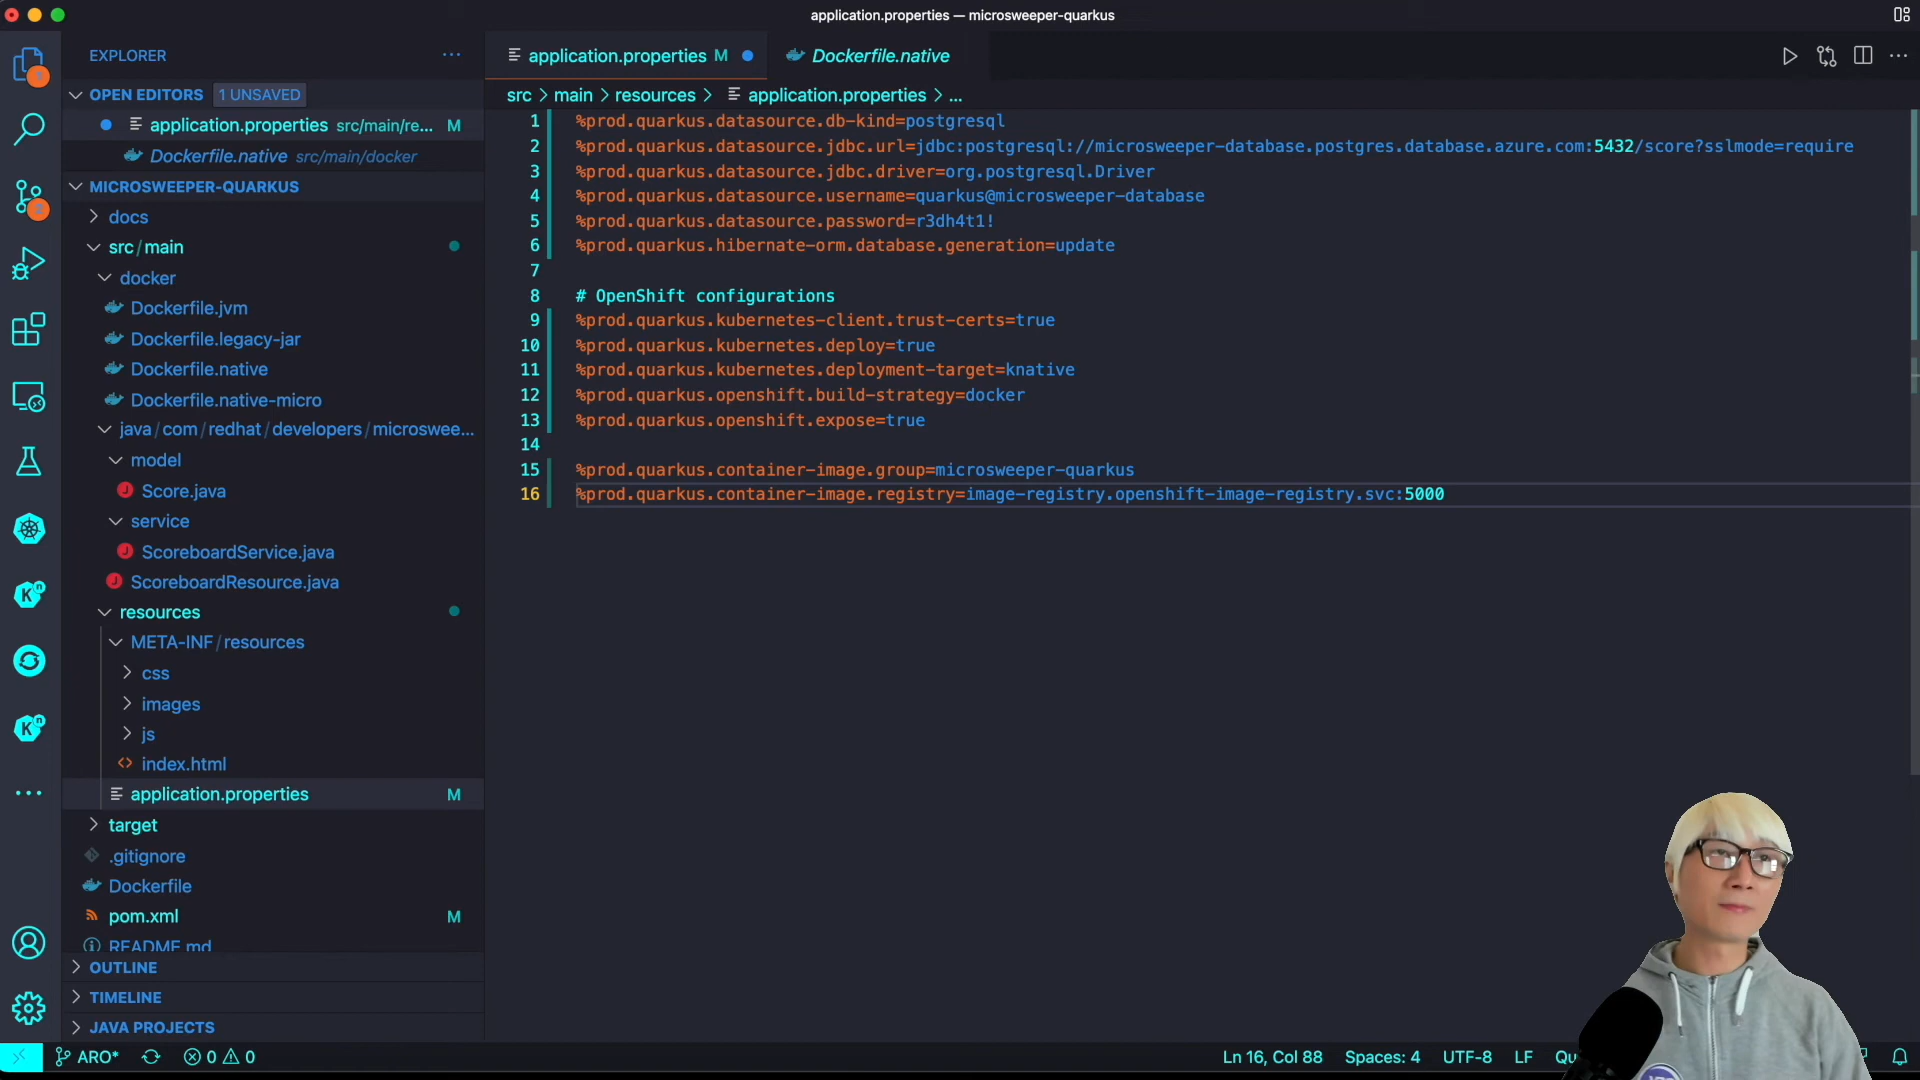 application.properties — microsweeper-quarkus
EXPLORER
application.properties M
Dockerfile.native
OPEN EDITORS 1 UNSAVED
src > main > resources > application.properties > ...
application.properties src/main/re... M
Dockerfile.native src/main/docker
MICROSWEEPER-QUARKUS
docs
src/main
docker
Dockerfile.jvm
Dockerfile.legacy-jar
Dockerfile.native
Dockerfile.native-micro
java/com/redhat/developers/microswee...
model
Score.java
service
ScoreboardService.java
ScoreboardResource.java
resources
META-INF/resources
css
images
js
index.html
application.properties M
target
.gitignore
Dockerfile
pom.xml M
README.md
OUTLINE
TIMELINE
JAVA PROJECTS
1 %prod.quarkus.datasource.db-kind=postgresql
2 %prod.quarkus.datasource.jdbc.url=jdbc:postgresql://microsweeper-database.postgres.database.azure.com:5432/score?sslmode=require
3 %prod.quarkus.datasource.jdbc.driver=org.postgresql.Driver
4 %prod.quarkus.datasource.username=quarkus@microsweeper-database
5 %prod.quarkus.datasource.password=r3dh4t1!
6 %prod.quarkus.hibernate-orm.database.generation=update
7
8 # OpenShift configurations
9 %prod.quarkus.kubernetes-client.trust-certs=true
10 %prod.quarkus.kubernetes.deploy=true
11 %prod.quarkus.kubernetes.deployment-target=knative
12 %prod.quarkus.openshift.build-strategy=docker
13 %prod.quarkus.openshift.expose=true
14
15 %prod.quarkus.container-image.group=microsweeper-quarkus
16 %prod.quarkus.container-image.registry=image-registry.openshift-image-registry.svc:5000
ARO* 0 0
Ln 16, Col 88 Spaces: 4 UTF-8 LF